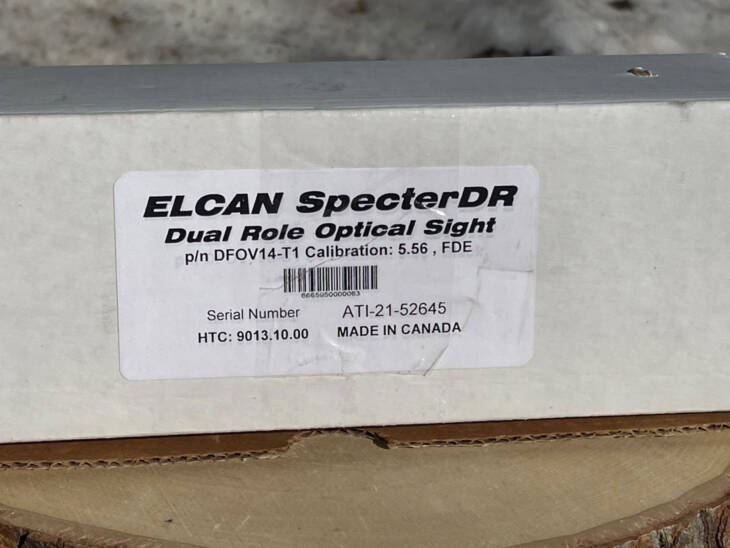 ELCAN SpecterDR
Dual Role Optical Sight
p/n DFOV14-T1 Calibration: 5.56 , FDE
6665950000063
Serial Number ATI-21-52645
HTC: 9013.10.00 MADE IN CANADA